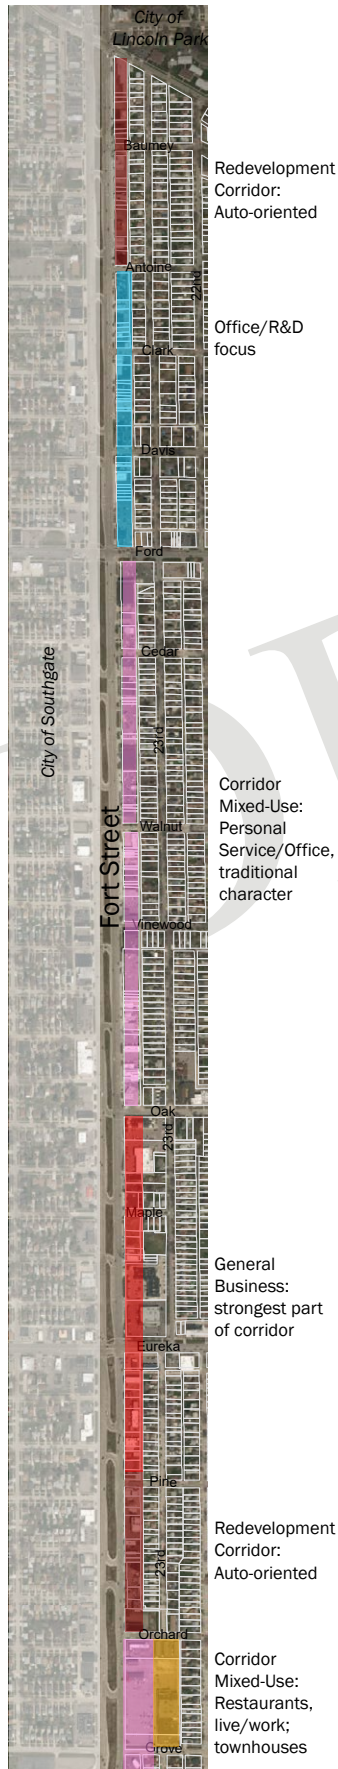 City of
Lincoln Park
Baumey
Redevelopment
Corridor:
Auto-oriented
Antoine
22nd
Office/R&D
focus
Clark
Davis
Ford
Cedar
City of Southgate
23rd
Corridor
Mixed-Use:
Personal
Service/Office,
traditional
character
Fort Street
Walnut
Vinewood
Oak
23rd
Maple
General
Business:
strongest part
of corridor
Eureka
Pine
Redevelopment
Corridor:
Auto-oriented
23rd
Orchard
Corridor
Mixed-Use:
Restaurants,
live/work;
townhouses
Grove